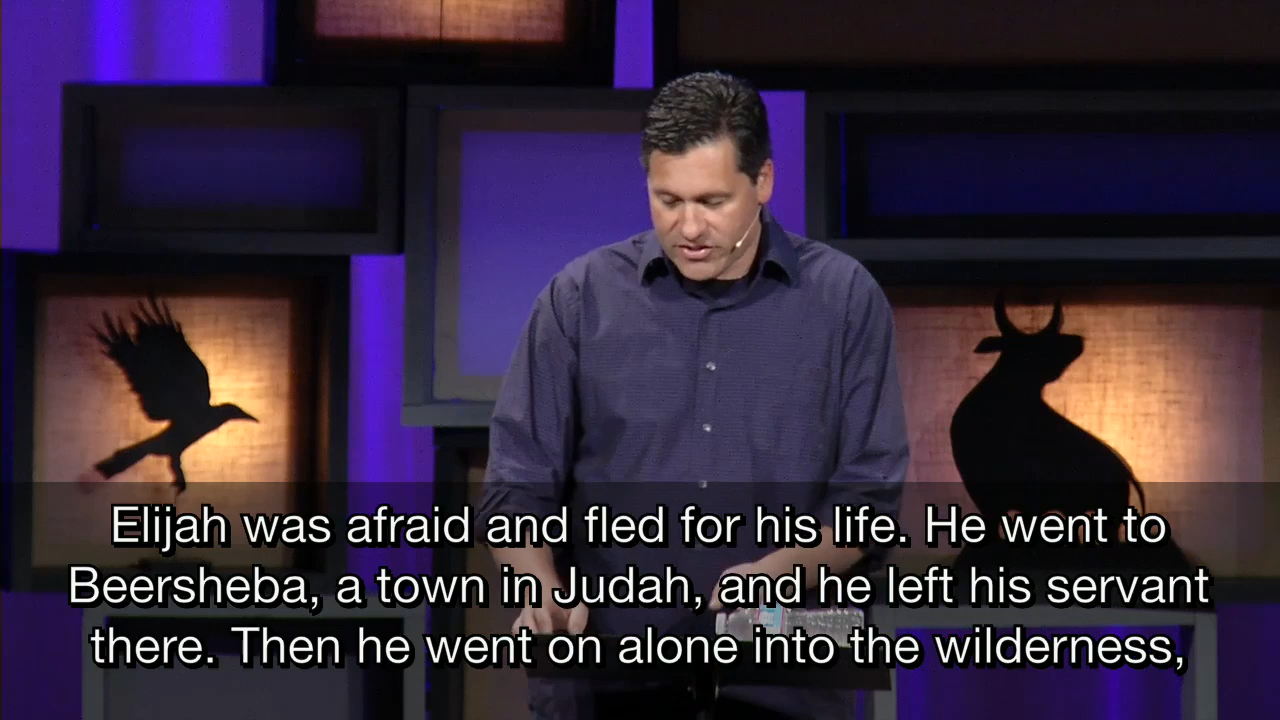 Elijah was afraid and fled for his life. He went to
Beersheba, a town in Judah, and he left his servant
there. Then he went on alone into the wilderness,